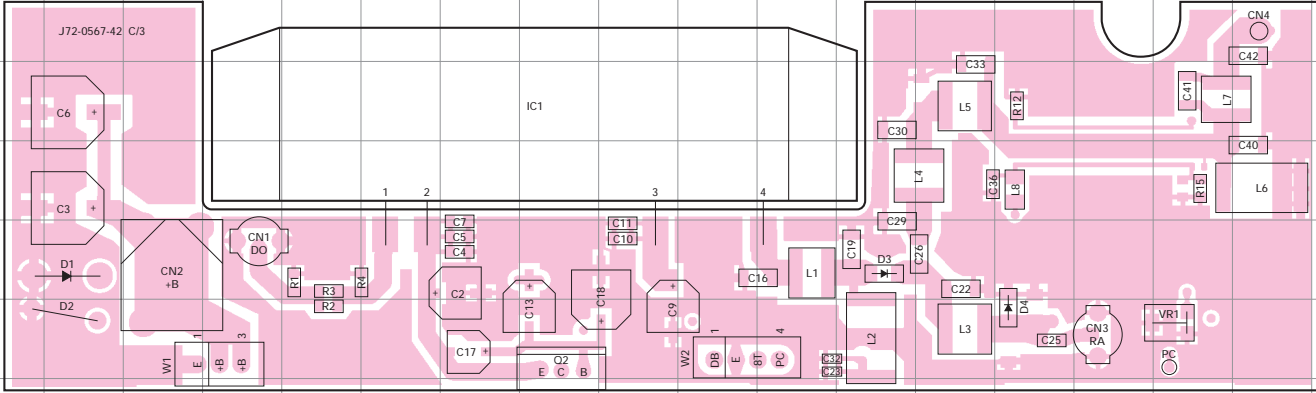 J72-0567-42 C/3
CN4
C42
C33
C41
L7
C6
+
IC1
L5
R12
C30
C40
L4
C36
L8
R15
L6
C3
+
1
2
3
4
C7
C5
C4
C11
C10
C29
CN1
DO
C19
C26
D1
CN2
+B
R1
R4
R3
R2
L1
D3
C16
+ C2
+
C13
C18
+
+
C9
C22
D4
D2
L2
L3
CN3
RA
VR1
C25
W1
1
3
E
+B
+B
C17 +
Q2
E C B
W2
1
4
DB
E
8T
PC
C32
C23
PC